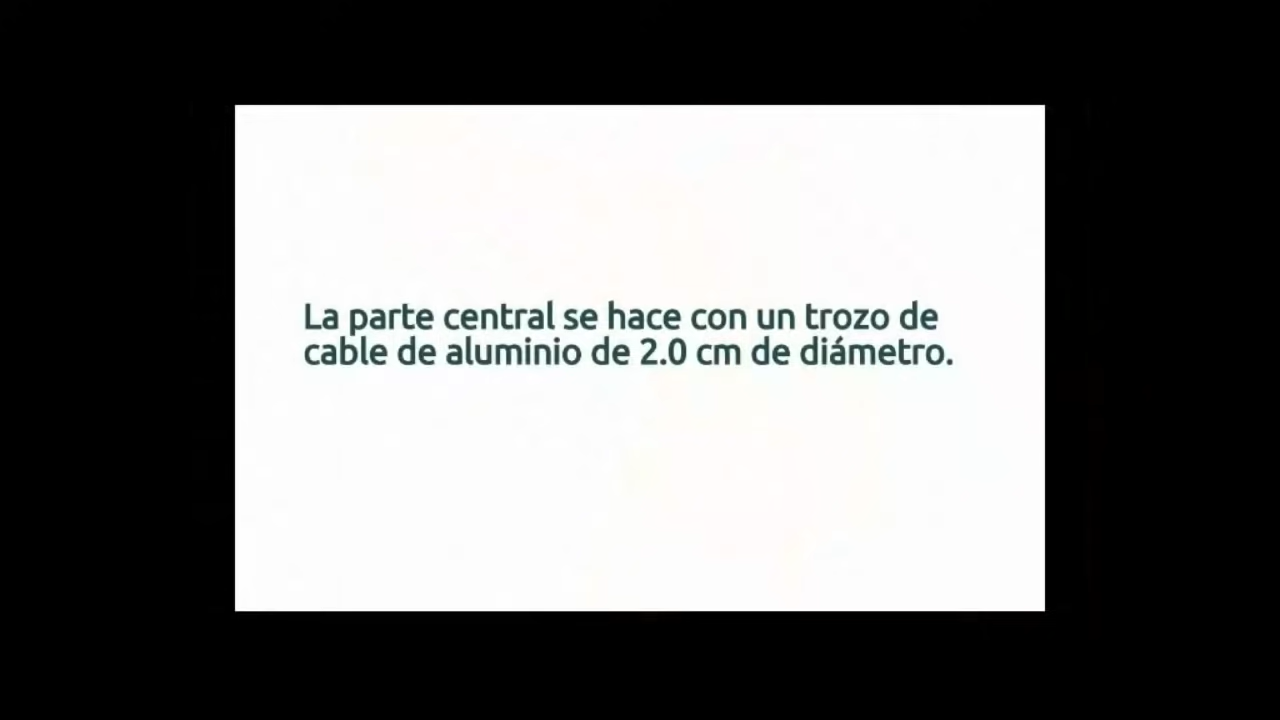 La parte central se hace con un trozo de
cable de aluminio de 2.0 cm de diámetro.